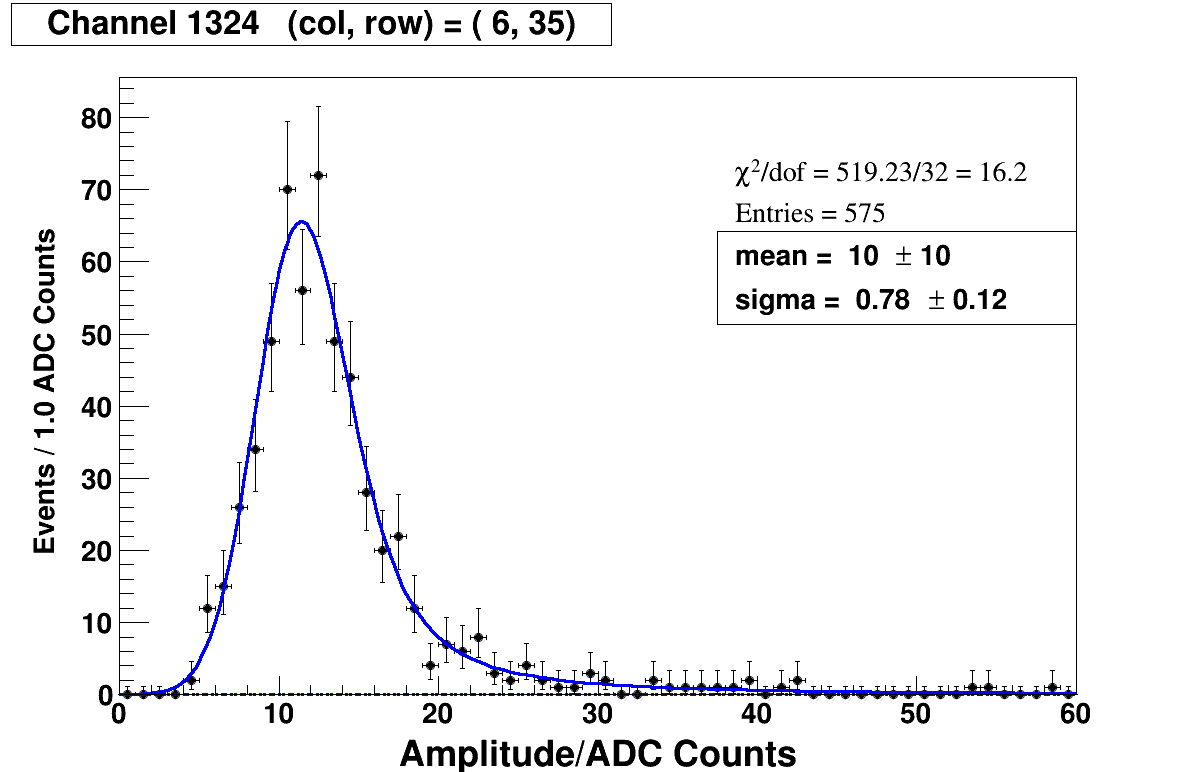 Channel 1324 (col, row) = ( 6, 35)
80
70
60
50
40
30
20
10
0
Events / 1.0 ADC Counts
χ²/dof = 519.23/32 = 16.2
Entries = 575
mean = 10 ± 10
sigma = 0.78 ± 0.12
0 10 20 30 40 50 60
Amplitude/ADC Counts